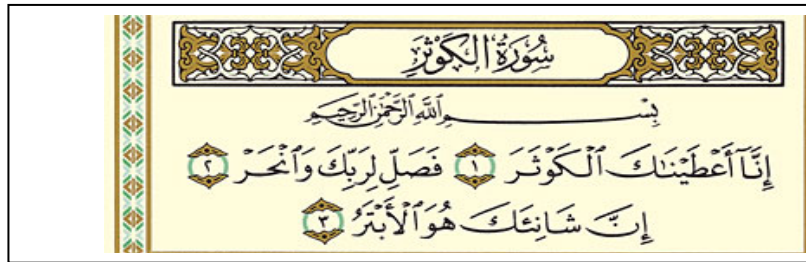 سُورَةُ الكَوْثَرِ
بِسْمِ ٱللَّهِ ٱلرَّحْمَٰنِ ٱلرَّحِيمِ
إِنَّآ أَعْطَيْنَٰكَ ٱلْكَوْثَرَ ١ فَصَلِّ لِرَبِّكَ وَٱنْحَرْ ٢
إِنَّ شَانِئَكَ هُوَ ٱلْأَبْتَرُ ٣